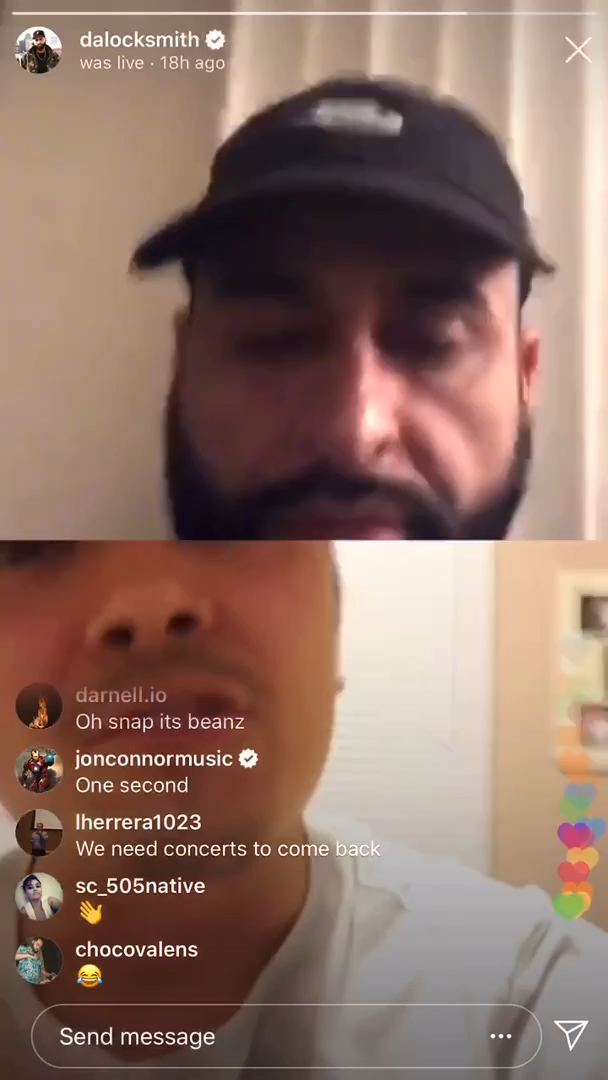 dalocksmith
was live · 18h ago
darnell.io
Oh snap its beanz
jonconnormusic
One second
lherrera1023
We need concerts to come back
sc_505native
👋
chocovalens
😂
Send message